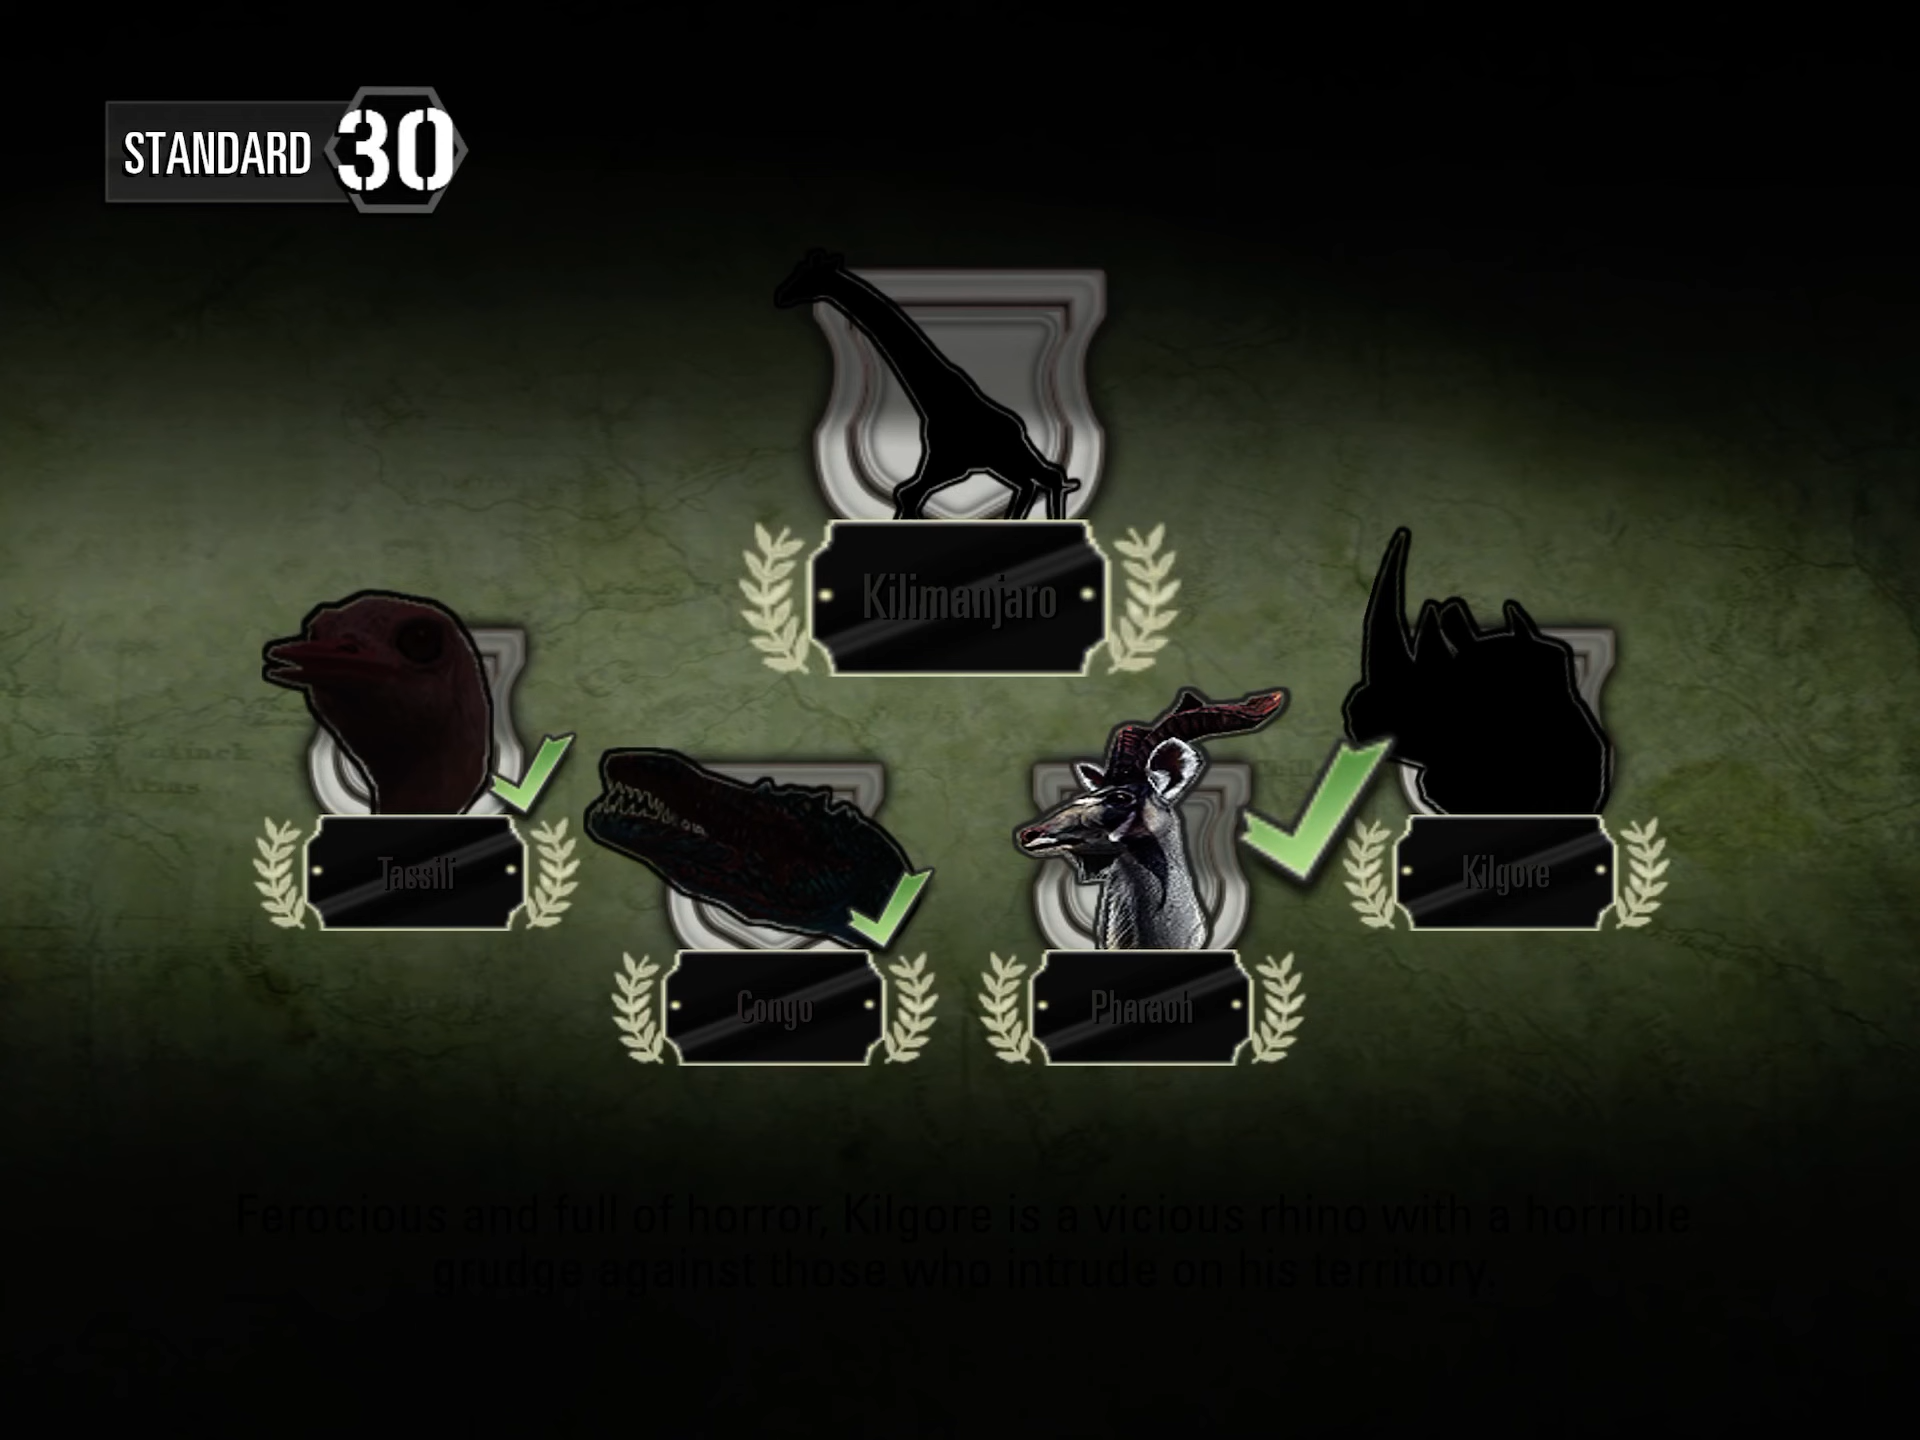 STANDARD 30
Kilimanjaro
Tassili
Kilgore
Congo
Pharaoh
Ferocious and full of horror, Kilgore is a vicious rhino with a horrible
grudge against those who intrude on his territory.